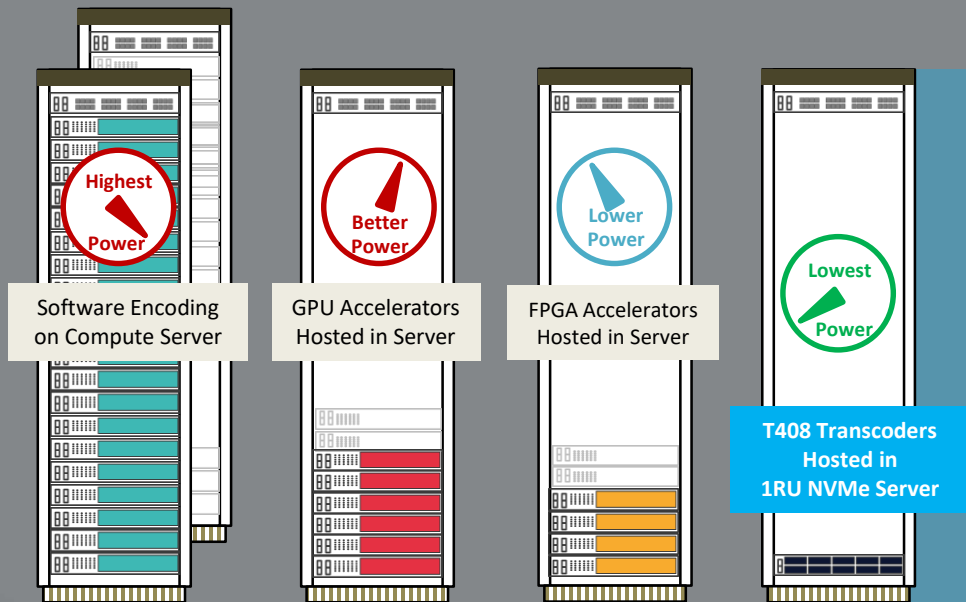 Highest
Power
Software Encoding
on Compute Server
Better
Power
GPU Accelerators
Hosted in Server
Lower
Power
FPGA Accelerators
Hosted in Server
Lowest
Power
T408 Transcoders
Hosted in
1RU NVMe Server